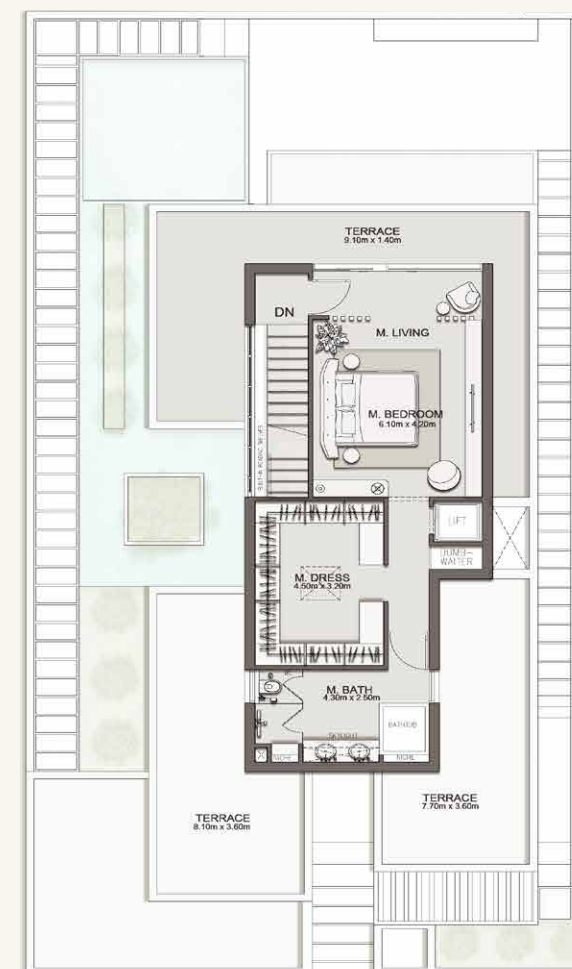 TERRACE
9.10m x 1.40m
DN
M. LIVING
M. BEDROOM
6.10m x 4.20m
LIFT
DUMB-
WAITER
M. DRESS
4.50m x 3.20m
M. BATH
4.30m x 2.50m
BATHTUB
SKYLIGHT
NICHE
NICHE
TERRACE
7.70m x 3.60m
TERRACE
8.10m x 3.60m